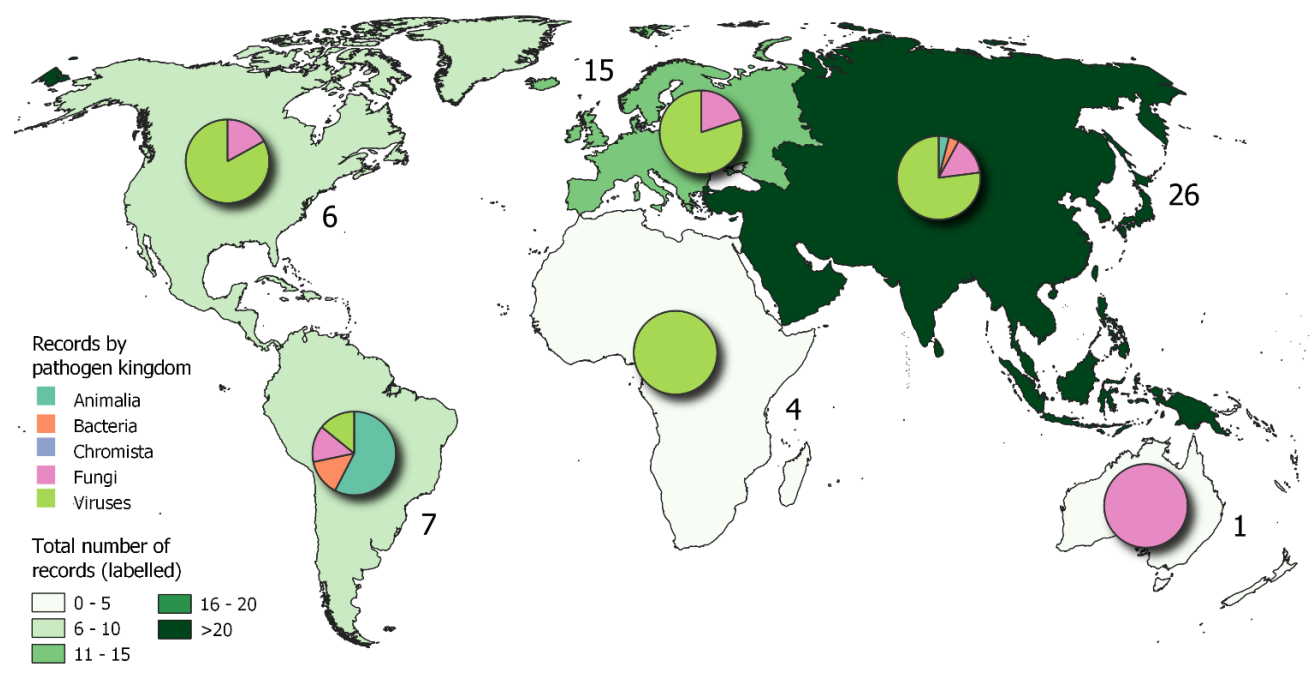 15
26
6
4
7
1
Records by
pathogen kingdom
Animalia
Bacteria
Chromista
Fungi
Viruses
Total number of
records (labelled)
0 - 5
16 - 20
6 - 10
>20
11 - 15